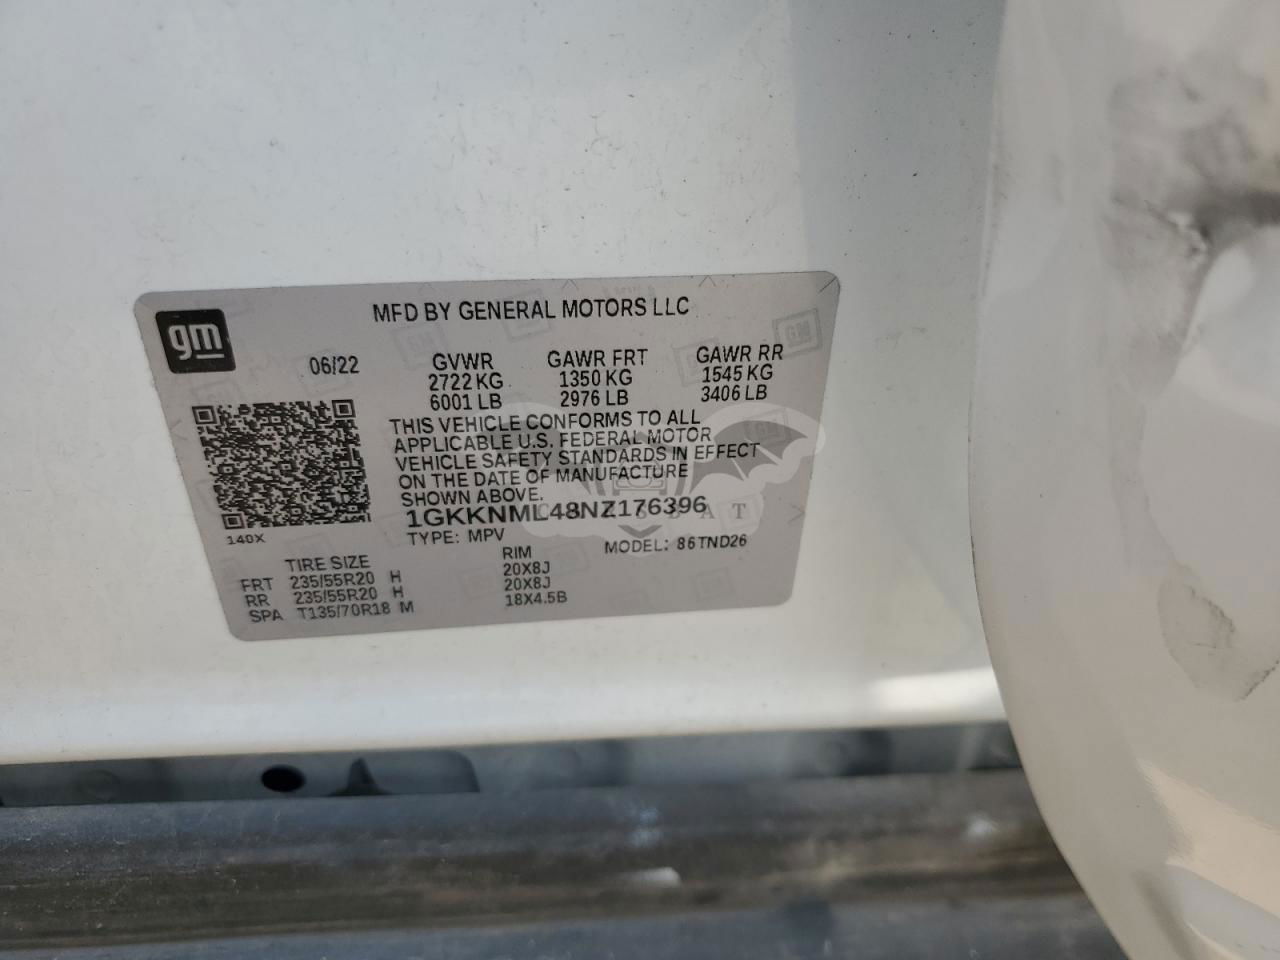 MFD BY GENERAL MOTORS LLC
gm
06/22 GVWR GAWR FRT GAWR RR
2722 KG 1350 KG 1545 KG
6001 LB 2976 LB 3406 LB
THIS VEHICLE CONFORMS TO ALL
APPLICABLE U.S. FEDERAL MOTOR
VEHICLE SAFETY STANDARDS IN EFFECT
ON THE DATE OF MANUFACTURE
SHOWN ABOVE.
1GKKNML48NZ176396
140X
TYPE: MPV MODEL: 86TND26
TIRE SIZE RIM
FRT 235/55R20 H 20X8J
RR 235/55R20 H 20X8J
SPA T135/70R18 M 18X4.5B